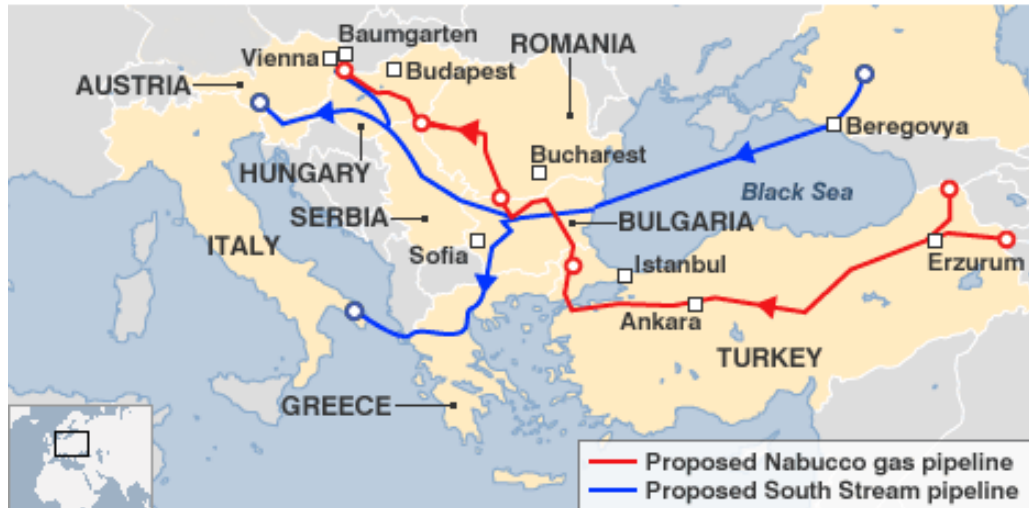 Baumgarten
ROMANIA
Vienna
Budapest
AUSTRIA
Beregovya
Bucharest
HUNGARY
Black Sea
SERBIA
BULGARIA
ITALY
Sofia
Istanbul
Erzurum
Ankara
TURKEY
GREECE
Proposed Nabucco gas pipeline
Proposed South Stream pipeline